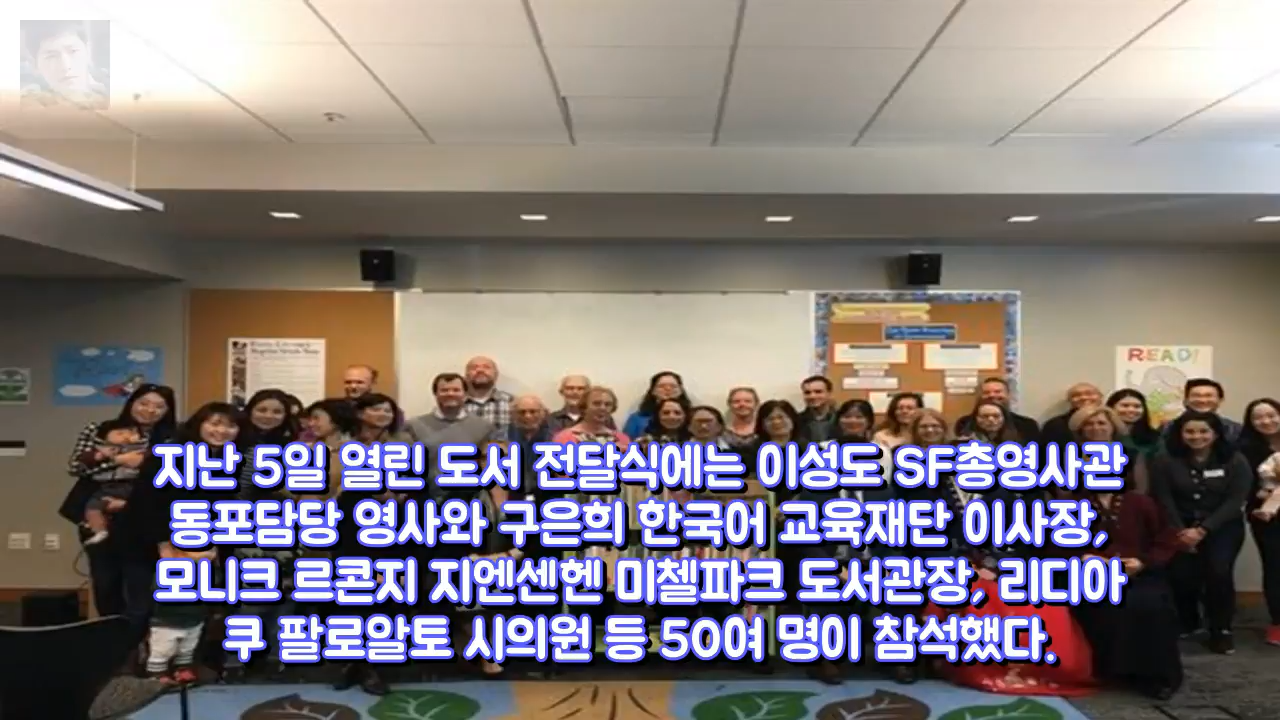 READ!
지난 5일 열린 도서 전달식에는 이성도 SF총영사관
동포담당 영사와 구은희 한국어 교육재단 이사장,
모니크 르콘지 지엔센헨 미첼파크 도서관장, 리디아
쿠 팔로알토 시의원 등 50여 명이 참석했다.